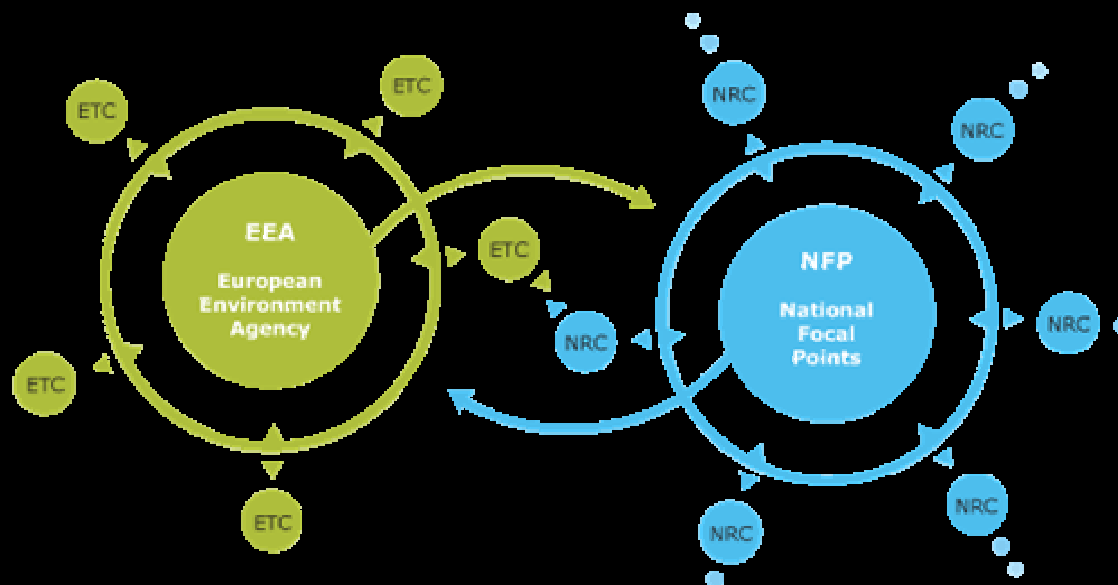 ETC
ETC
EEA
European
Environment
Agency
ETC
ETC
ETC
NRC
NRC
NRC
NFP
National
Focal
Points
NRC
NRC
NRC